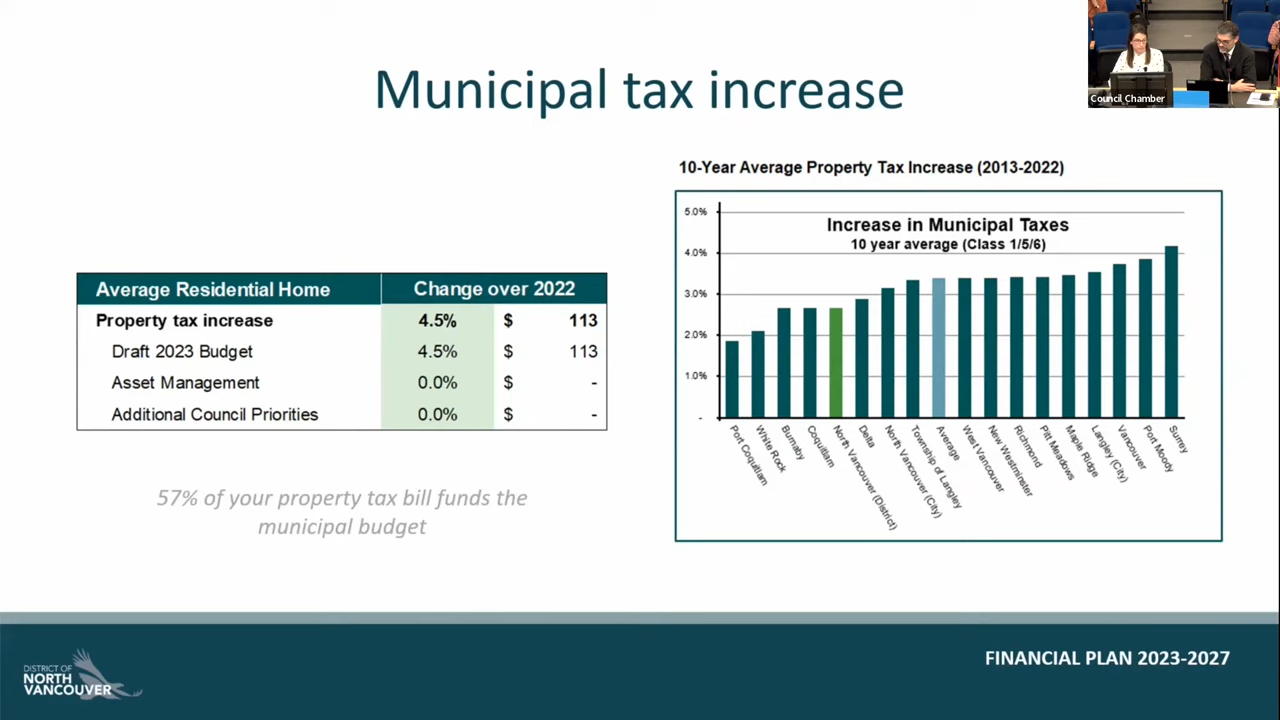 Council Chamber
Municipal tax increase
10-Year Average Property Tax Increase (2013-2022)
Increase in Municipal Taxes
10 year average (Class 1/5/6)
5.0%
4.0%
3.0%
2.0%
1.0%
-
Port Coquitlam
White Rock
Burnaby
Coquitlam
North Vancouver (District)
Delta
North Vancouver (City)
Township of Langley
Average
West Vancouver
New Westminster
Richmond
Pitt Meadows
Maple Ridge
Langley (City)
Vancouver
Port Moody
Surrey
Average Residential Home Change over 2022
Property tax increase 4.5% $ 113
Draft 2023 Budget 4.5% $ 113
Asset Management 0.0% $ -
Additional Council Priorities 0.0% $ -
57% of your property tax bill funds the
municipal budget
DISTRICT OF
NORTH
VANCOUVER
FINANCIAL PLAN 2023-2027